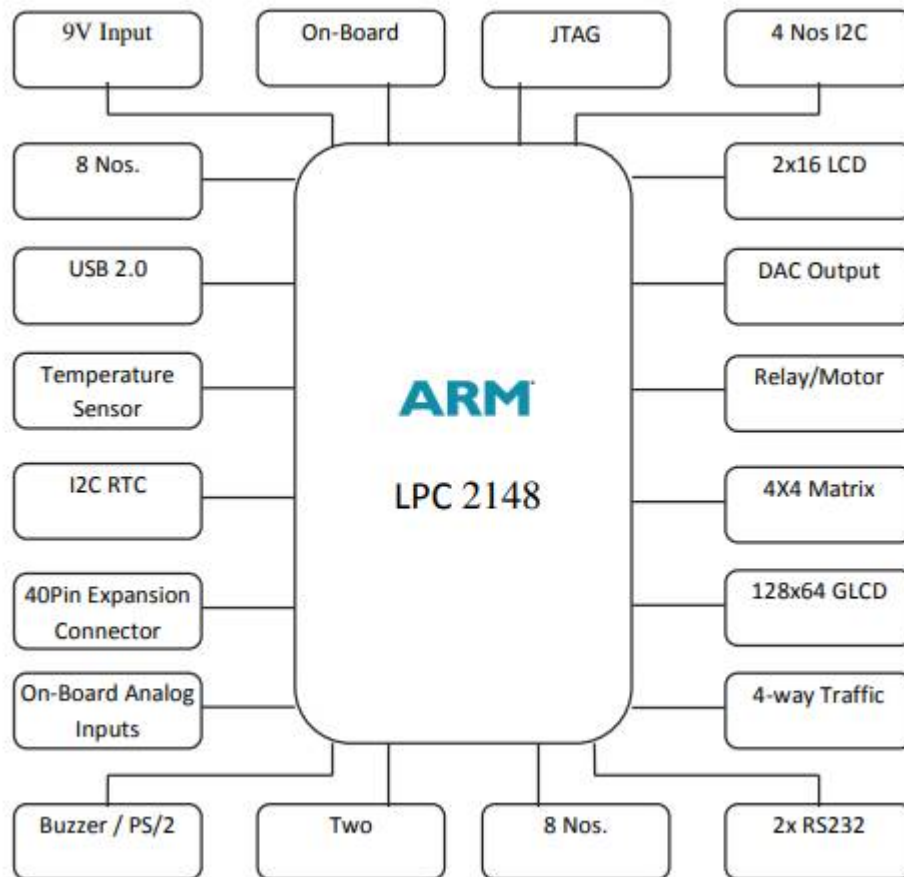 9V Input
On-Board
JTAG
4 Nos I2C
8 Nos.
2x16 LCD
USB 2.0
DAC Output
Temperature
Sensor
Relay/Motor
ARM
I2C RTC
LPC 2148
4X4 Matrix
40Pin Expansion
Connector
128x64 GLCD
On-Board Analog
Inputs
4-way Traffic
Buzzer / PS/2
Two
8 Nos.
2x RS232